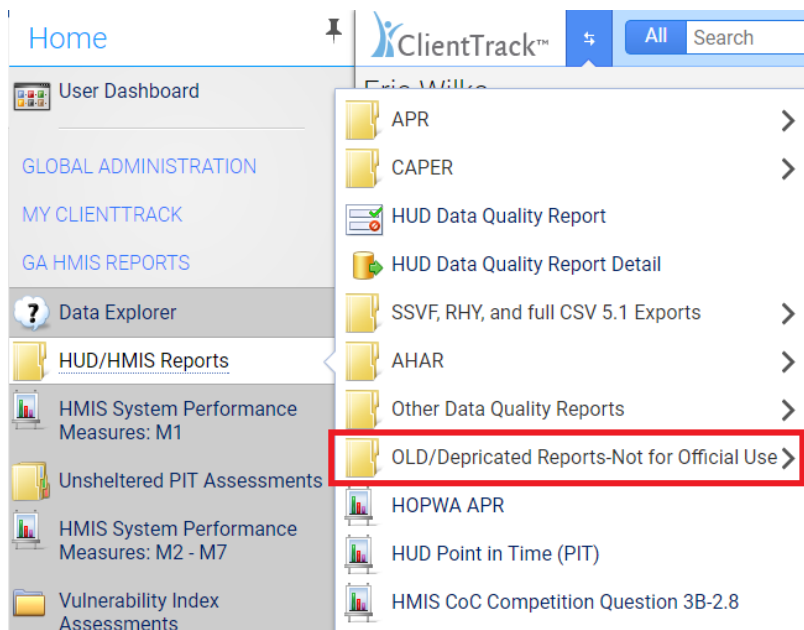 Home
ClientTrack™
All
Search
User Dashboard
GLOBAL ADMINISTRATION
MY CLIENTTRACK
GA HMIS REPORTS
Data Explorer
HUD/HMIS Reports
HMIS System Performance
Measures: M1
Unsheltered PIT Assessments
HMIS System Performance
Measures: M2 - M7
Vulnerability Index
Assessments
APR
CAPER
HUD Data Quality Report
HUD Data Quality Report Detail
SSVF, RHY, and full CSV 5.1 Exports
AHAR
Other Data Quality Reports
OLD/Depricated Reports-Not for Official Use
HOPWA APR
HUD Point in Time (PIT)
HMIS CoC Competition Question 3B-2.8